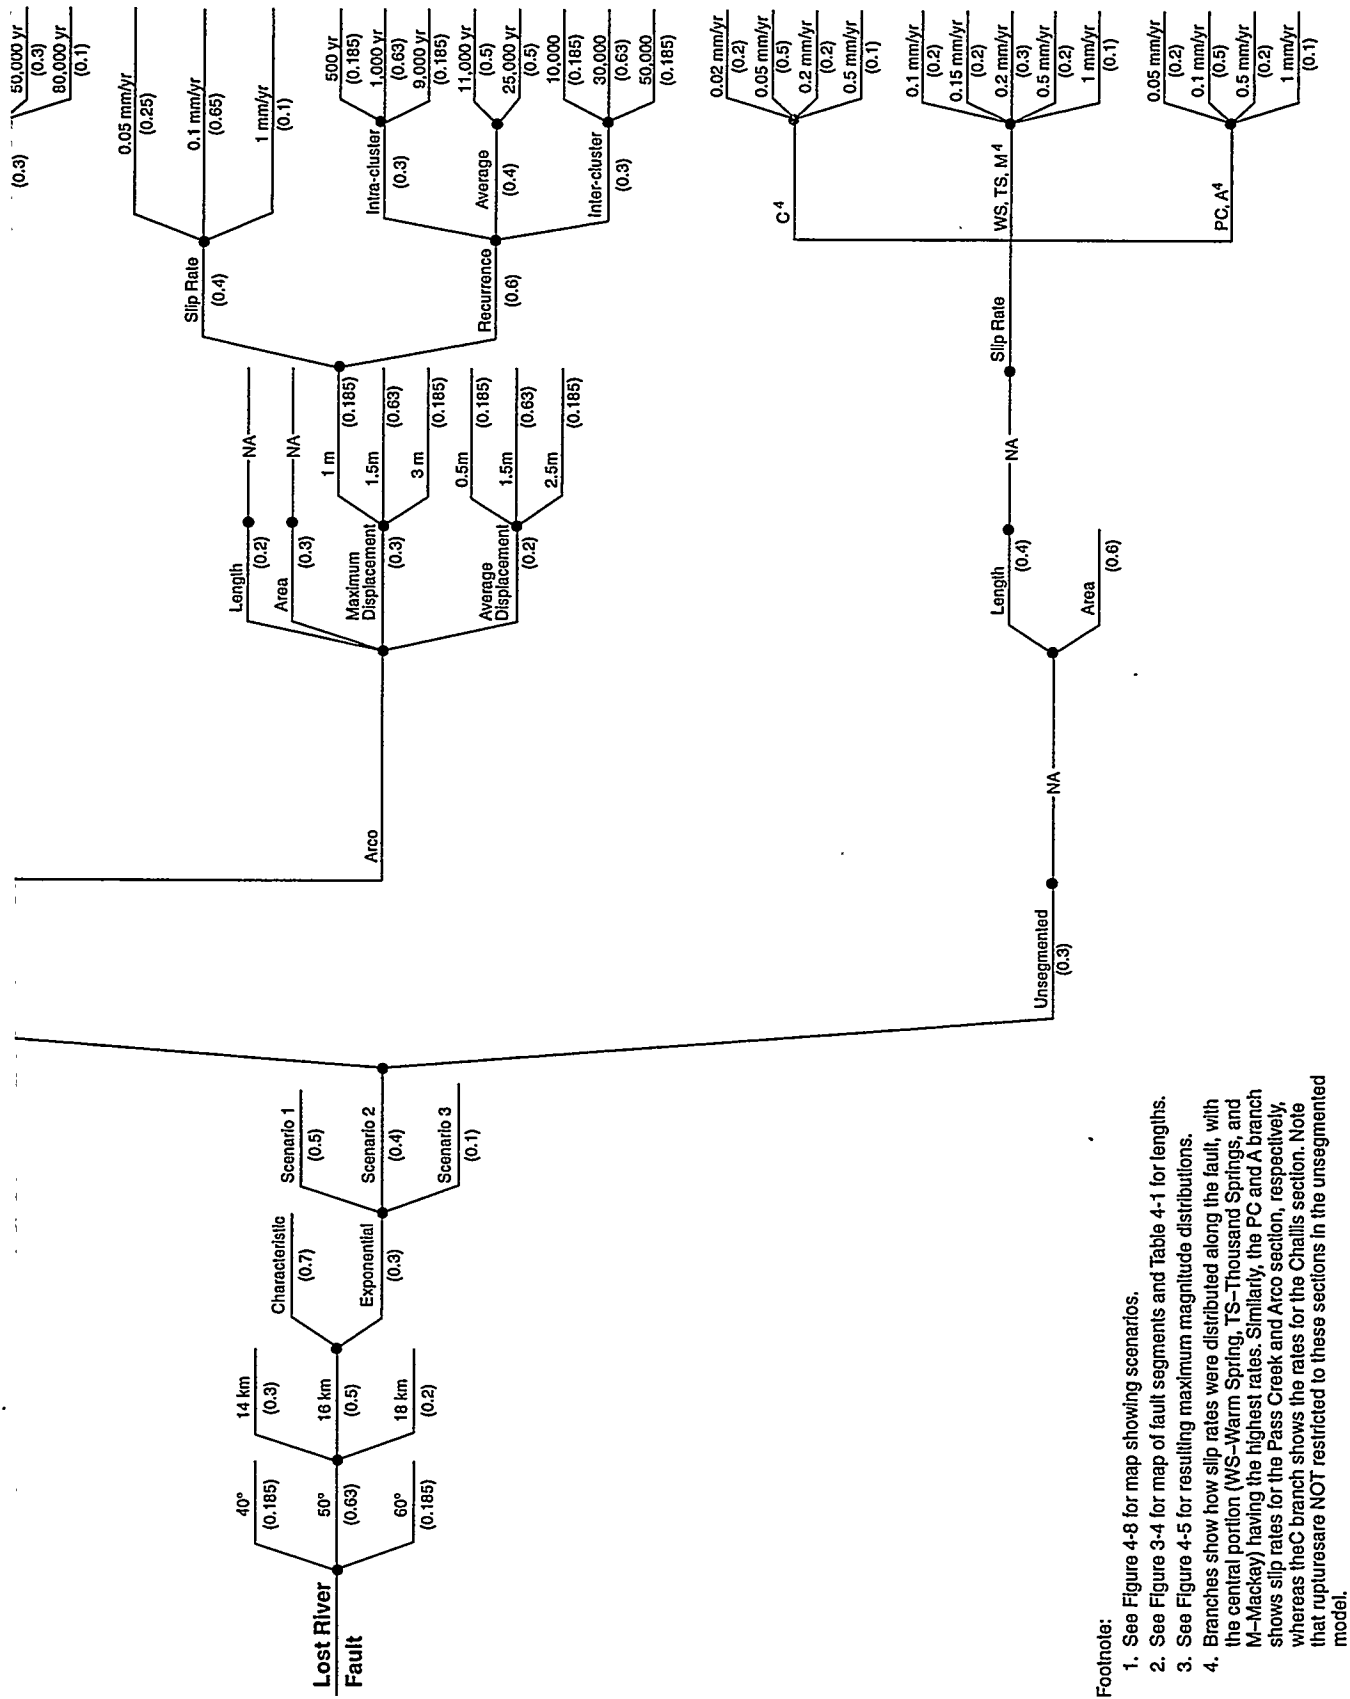 Lost River
Fault
40°
(0.185)
50°
(0.63)
60°
(0.185)
14 km
(0.3)
16 km
(0.5)
18 km
(0.2)
Characteristic
(0.7)
Exponential
(0.3)
Scenario 1
(0.5)
Scenario 2
(0.4)
Scenario 3
(0.1)
Arco
Length
(0.2)
NA
Area
(0.3)
NA
Maximum
Displacement
(0.3)
1 m
(0.185)
1.5m
(0.63)
3 m
(0.185)
Average
Displacement
(0.2)
0.5m
(0.185)
1.5m
(0.63)
2.5m
(0.185)
(0.3)
50,000 yr
(0.3)
80,000 yr
(0.1)
Slip Rate
(0.4)
0.05 mm/yr
(0.25)
0.1 mm/yr
(0.65)
1 mm/yr
(0.1)
Recurrence
(0.6)
Intra-cluster
(0.3)
500 yr
(0.185)
1,000 yr
(0.63)
9,000 yr
(0.185)
Average
(0.4)
11,000 yr
(0.5)
25,000 yr
(0.5)
Inter-cluster
(0.3)
10,000
(0.185)
30,000
(0.63)
50,000
(0.185)
Unsegmented
(0.3)
NA
Length
(0.4)
NA
Area
(0.6)
Slip Rate
C⁴
0.02 mm/yr
(0.2)
0.05 mm/yr
(0.5)
0.2 mm/yr
(0.2)
0.5 mm/yr
(0.1)
WS, TS, M⁴
0.1 mm/yr
(0.2)
0.15 mm/yr
(0.2)
0.2 mm/yr
(0.3)
0.5 mm/yr
(0.2)
1 mm/yr
(0.1)
PC, A⁴
0.05 mm/yr
(0.2)
0.1 mm/yr
(0.5)
0.5 mm/yr
(0.2)
1 mm/yr
(0.1)
Footnote:
1. See Figure 4-8 for map showing scenarios.
2. See Figure 3-4 for map of fault segments and Table 4-1 for lengths.
3. See Figure 4-5 for resulting maximum magnitude distributions.
4. Branches show how slip rates were distributed along the fault, with
the central portion (WS–Warm Spring, TS–Thousand Springs, and
M–Mackay) having the highest rates. Similarly, the PC and A branch
shows slip rates for the Pass Creek and Arco section, respectively,
whereas theC branch shows the rates for the Challis section. Note
that rupturesare NOT restricted to these sections in the unsegmented
model.